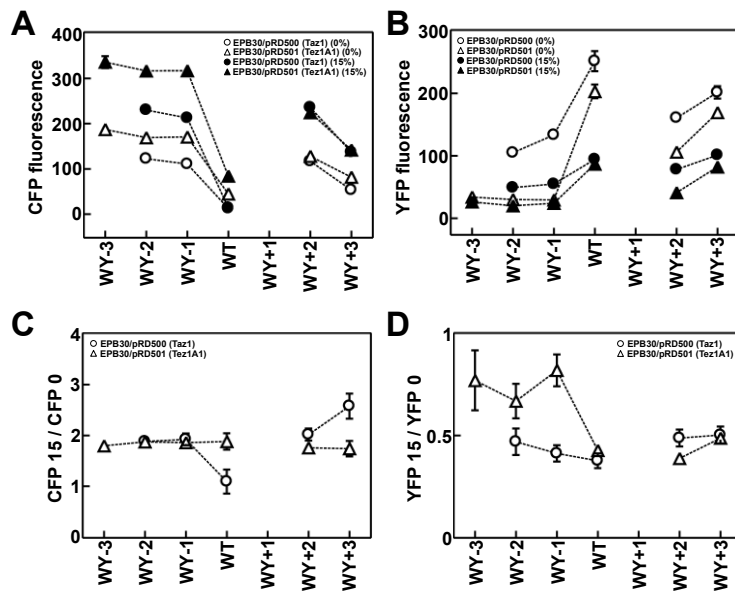 A
CFP fluorescence
400
300
200
100
0
EPB30/pRD500 (Taz1) (0%)
EPB30/pRD501 (Tez1A1) (0%)
EPB30/pRD500 (Taz1) (15%)
EPB30/pRD501 (Tez1A1) (15%)
WY-3
WY-2
WY-1
WT
WY+1
WY+2
WY+3
B
YFP fluorescence
300
200
100
0
EPB30/pRD500 (0%)
EPB30/pRD501 (0%)
EPB30/pRD500 (15%)
EPB30/pRD501 (15%)
WY-3
WY-2
WY-1
WT
WY+1
WY+2
WY+3
C
CFP 15 / CFP 0
4
3
2
1
0
EPB30/pRD500 (Taz1)
EPB30/pRD501 (Tez1A1)
WY-3
WY-2
WY-1
WT
WY+1
WY+2
WY+3
D
YFP 15 / YFP 0
1
0.5
0
EPB30/pRD500 (Taz1)
EPB30/pRD501 (Tez1A1)
WY-3
WY-2
WY-1
WT
WY+1
WY+2
WY+3